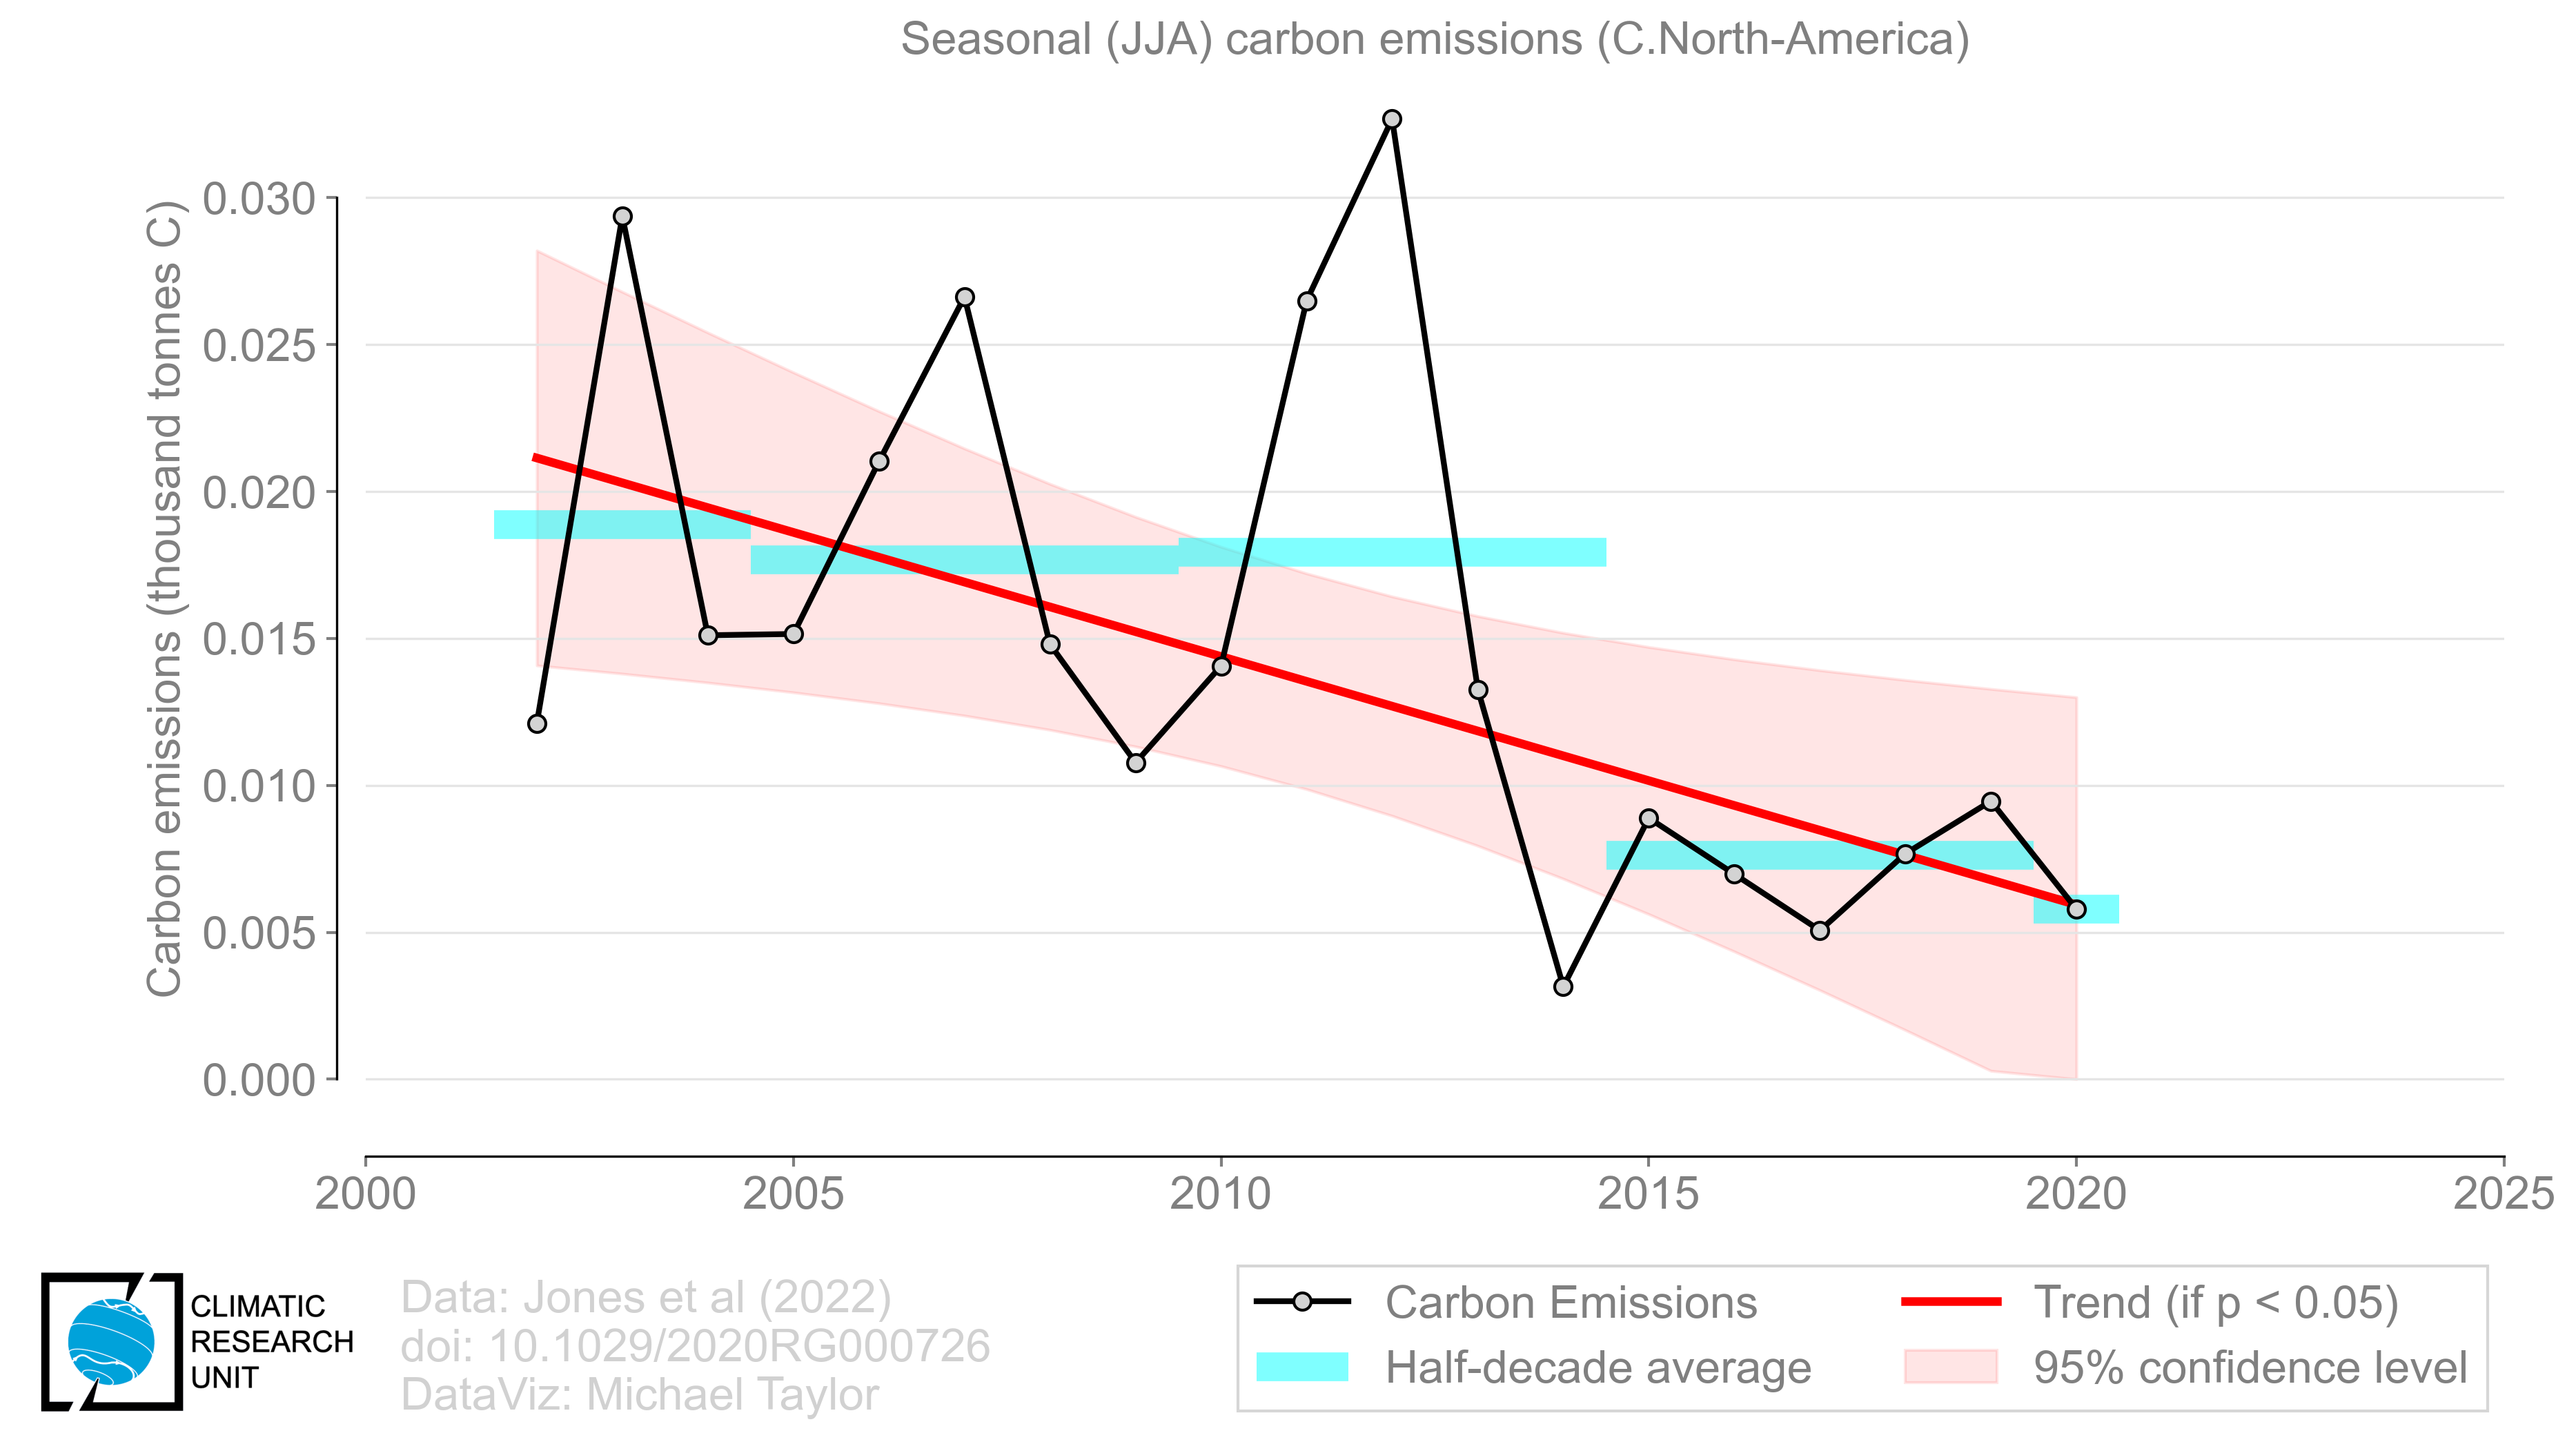 Seasonal (JJA) carbon emissions (C.North-America)
Carbon emissions (thousand tonnes C)
0.030
0.025
0.020
0.015
0.010
0.005
0.000
2000 2005 2010 2015 2020 2025
CLIMATIC
RESEARCH
UNIT
Data: Jones et al (2022)
doi: 10.1029/2020RG000726
DataViz: Michael Taylor
Carbon Emissions
Half-decade average
Trend (if p < 0.05)
95% confidence level